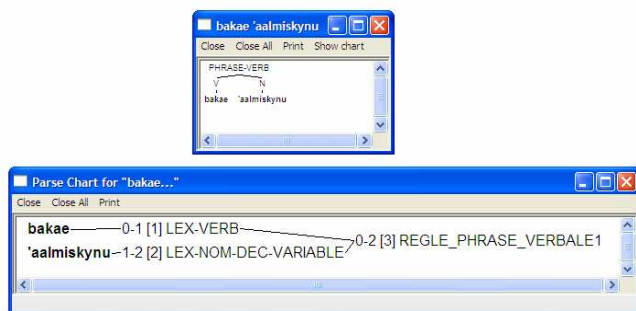 bakae 'aalmiskynu
Close Close All Print Show chart
PHRASE-VERB
V N
bakae 'aalmiskynu
Parse Chart for "bakae..."
Close Close All Print
bakae 0-1 [1] LEX-VERB
0-2 [3] REGLE_PHRASE_VERBALE1
'aalmiskynu 1-2 [2] LEX-NOM-DEC-VARIABLE